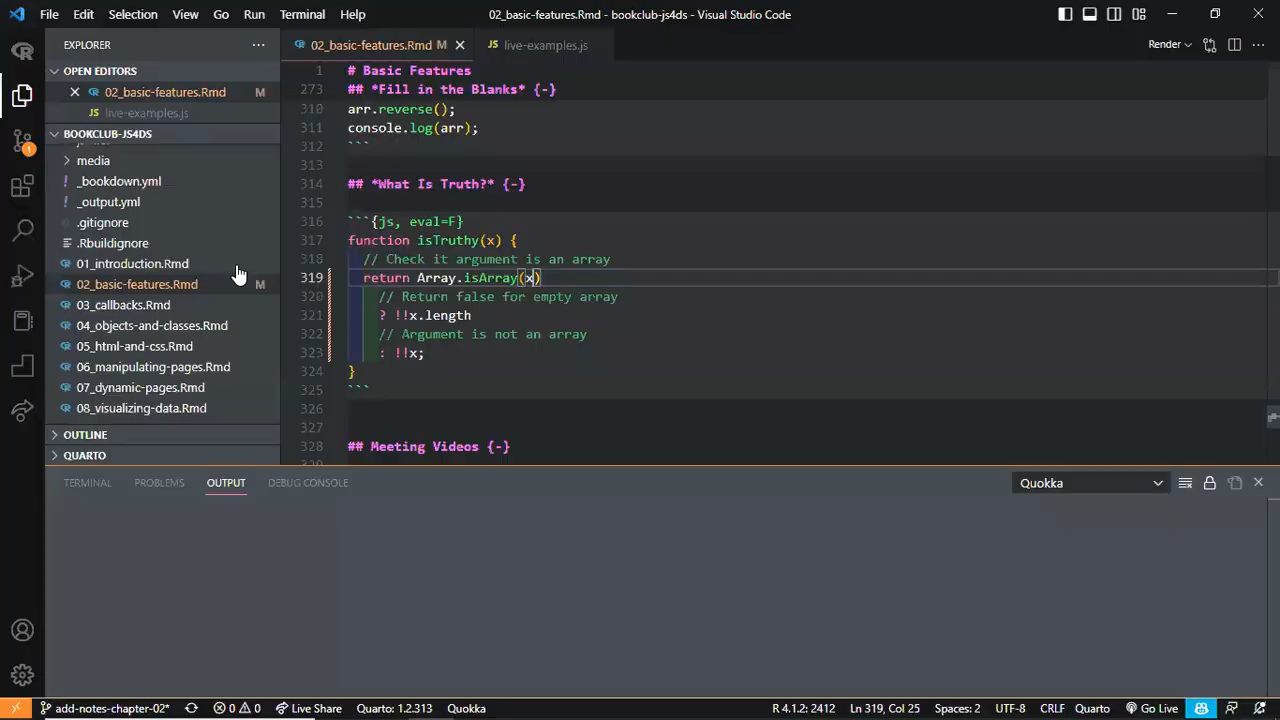 File Edit Selection View Go Run Terminal Help
02_basic-features.Rmd - bookclub-js4ds - Visual Studio Code
EXPLORER
OPEN EDITORS
02_basic-features.Rmd M
live-examples.js
BOOKCLUB-JS4DS
media
_bookdown.yml
_output.yml
.gitignore
.Rbuildignore
01_introduction.Rmd
02_basic-features.Rmd M
03_callbacks.Rmd
04_objects-and-classes.Rmd
05_html-and-css.Rmd
06_manipulating-pages.Rmd
07_dynamic-pages.Rmd
08_visualizing-data.Rmd
OUTLINE
QUARTO
02_basic-features.Rmd M
live-examples.js
Render
1 # Basic Features
273 ## *Fill in the Blanks* {-}
310 arr.reverse();
311 console.log(arr);
312 ```
313
314 ## *What Is Truth?* {-}
315
316 ```{js, eval=F}
317 function isTruthy(x) {
318 // Check it argument is an array
319 return Array.isArray(x)
320 // Return false for empty array
321 ? !!x.length
322 // Argument is not an array
323 : !!x;
324 }
325 ```
326
327
328 ## Meeting Videos {-}
TERMINAL PROBLEMS OUTPUT DEBUG CONSOLE
Quokka
1
add-notes-chapter-02* 0 0 Live Share Quarto: 1.2.313 Quokka
R 4.1.2: 2412 Ln 319, Col 25 Spaces: 2 UTF-8 CRLF Quarto Go Live